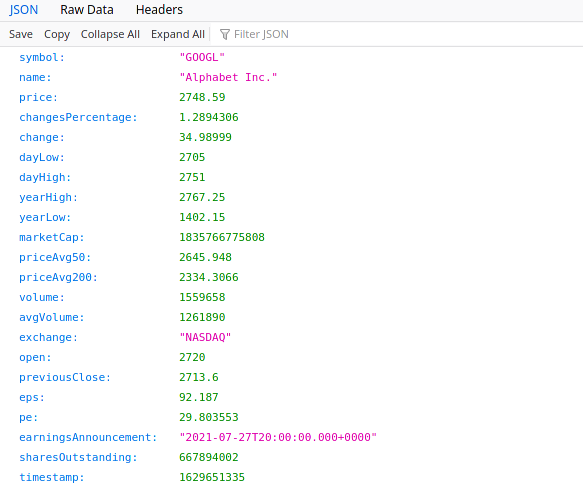 JSON Raw Data Headers
Save Copy Collapse All Expand All Filter JSON
symbol: "GOOGL"
name: "Alphabet Inc."
price: 2748.59
changesPercentage: 1.2894306
change: 34.98999
dayLow: 2705
dayHigh: 2751
yearHigh: 2767.25
yearLow: 1402.15
marketCap: 1835766775808
priceAvg50: 2645.948
priceAvg200: 2334.3066
volume: 1559658
avgVolume: 1261890
exchange: "NASDAQ"
open: 2720
previousClose: 2713.6
eps: 92.187
pe: 29.803553
earningsAnnouncement: "2021-07-27T20:00:00.000+0000"
sharesOutstanding: 667894002
timestamp: 1629651335